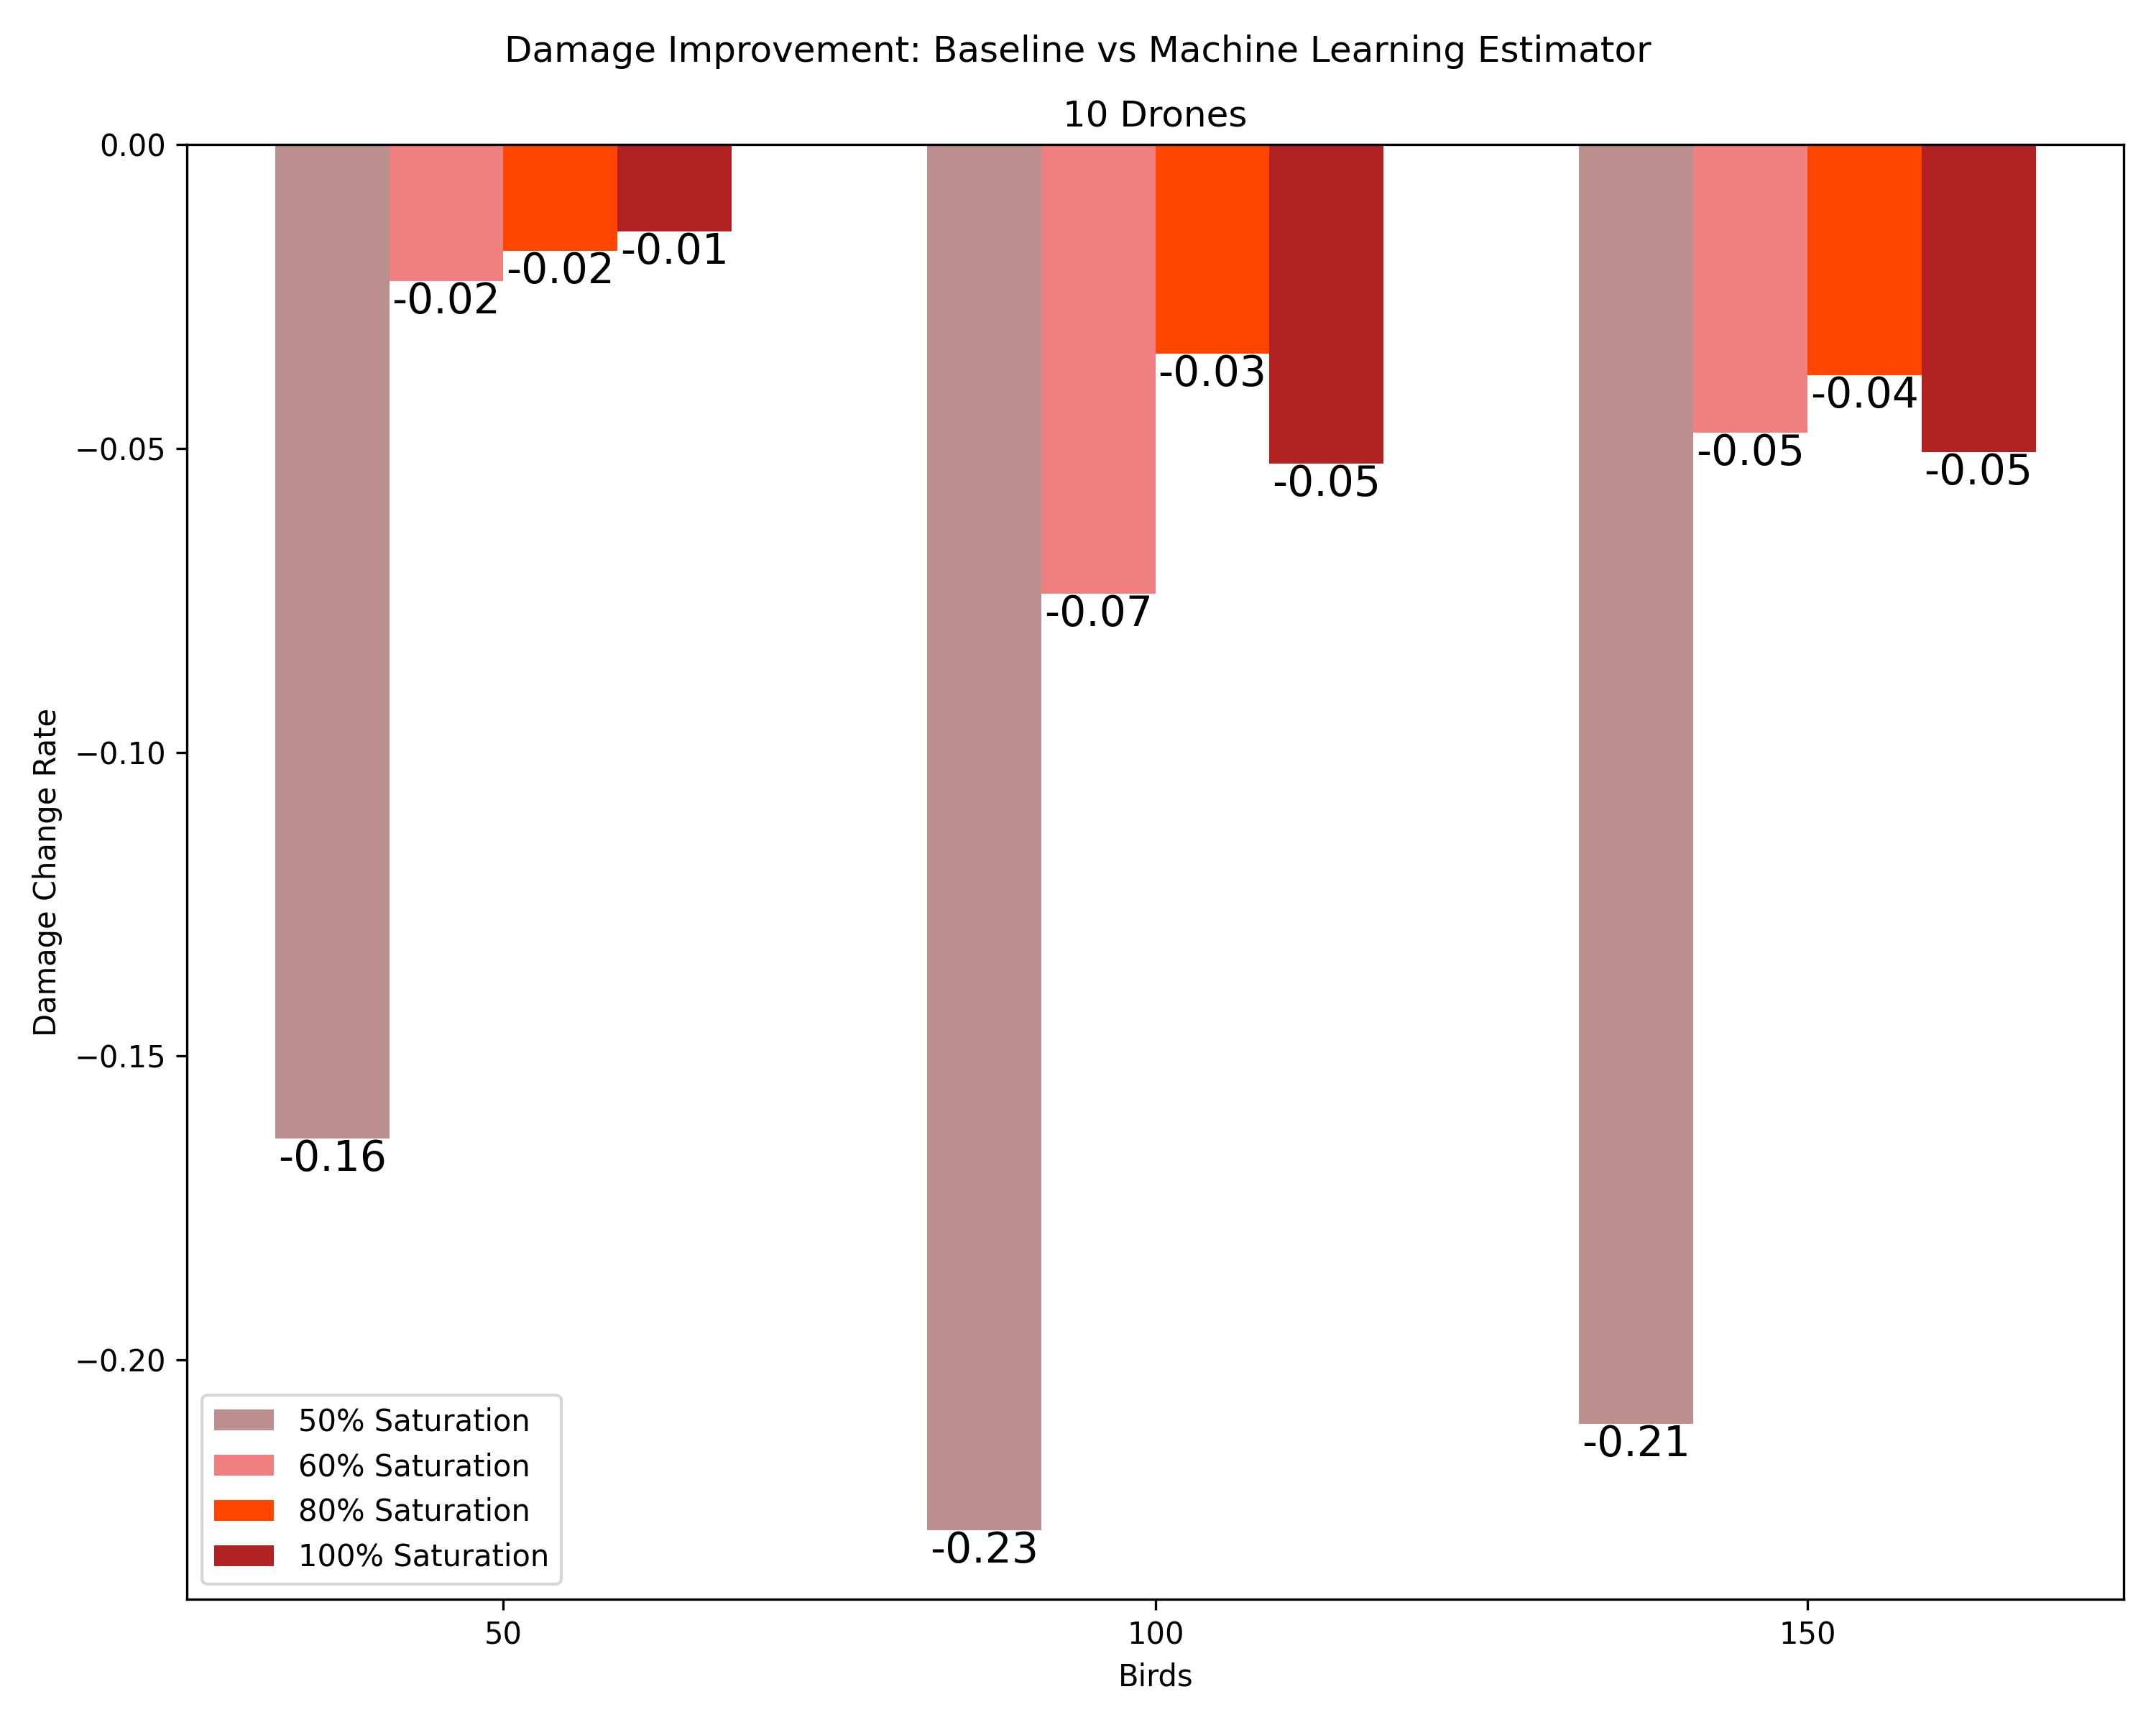 Damage Improvement: Baseline vs Machine Learning Estimator
10 Drones
0.00
−0.05
−0.10
−0.15
−0.20
Damage Change Rate
-0.16
-0.02
-0.02
-0.01
-0.23
-0.07
-0.03
-0.05
-0.21
-0.05
-0.04
-0.05
50% Saturation
60% Saturation
80% Saturation
100% Saturation
50
100
150
Birds